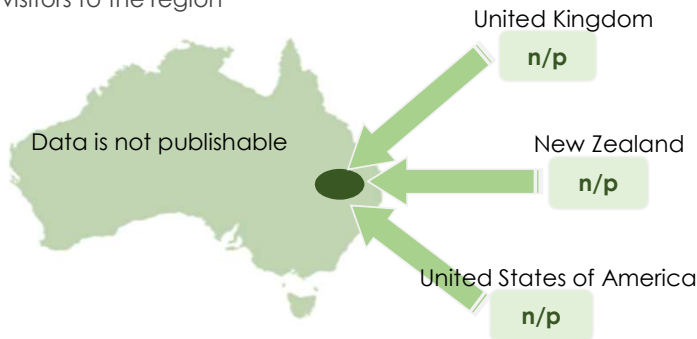 visitors to the region
United Kingdom
n/p
Data is not publishable
New Zealand
n/p
United States of America
n/p